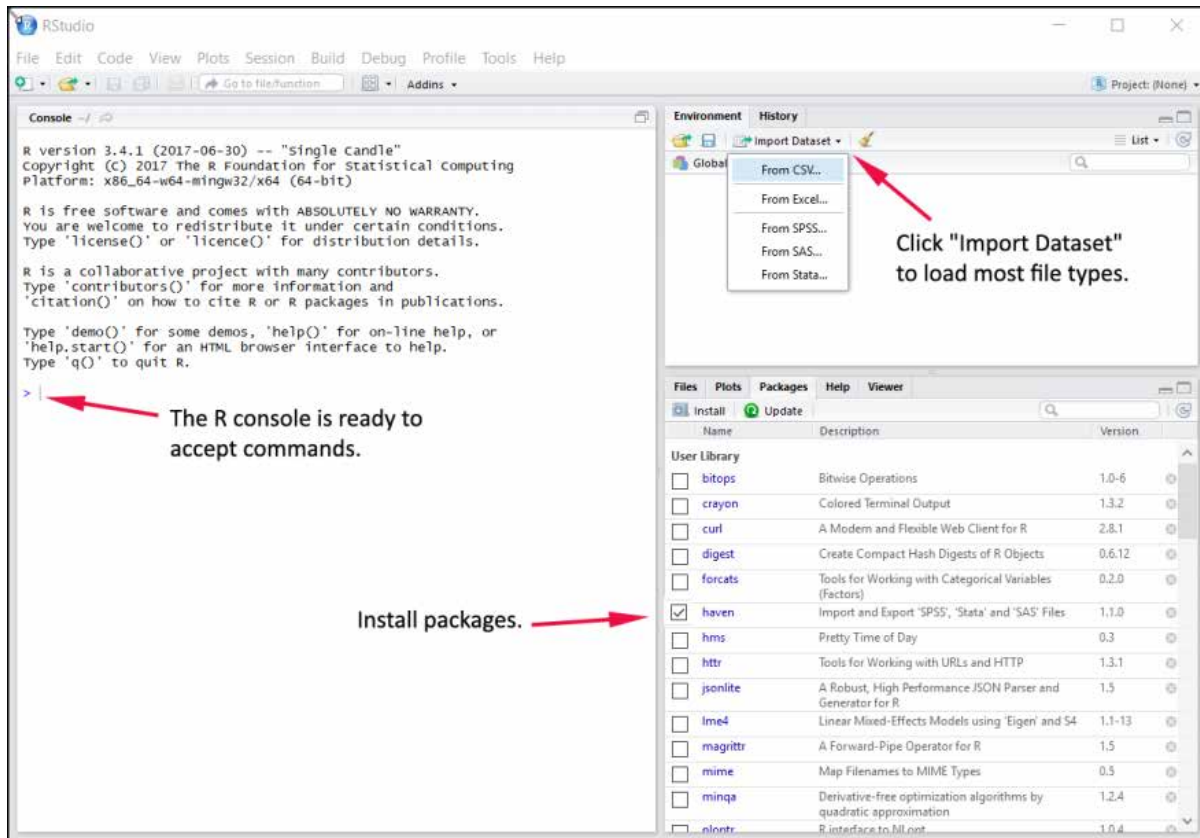 RStudio
File Edit Code View Plots Session Build Debug Profile Tools Help
Go to file/function Addins Project: (None)
Console ~/
R version 3.4.1 (2017-06-30) -- "Single Candle"
Copyright (C) 2017 The R Foundation for Statistical Computing
Platform: x86_64-w64-mingw32/x64 (64-bit)
R is free software and comes with ABSOLUTELY NO WARRANTY.
You are welcome to redistribute it under certain conditions.
Type 'license()' or 'licence()' for distribution details.
R is a collaborative project with many contributors.
Type 'contributors()' for more information and
'citation()' on how to cite R or R packages in publications.
Type 'demo()' for some demos, 'help()' for on-line help, or
'help.start()' for an HTML browser interface to help.
Type 'q()' to quit R.
>
The R console is ready to
accept commands.
Environment History
Import Dataset List
Global
From CSV...
From Excel...
From SPSS...
From SAS...
From Stata...
Click "Import Dataset"
to load most file types.
Files Plots Packages Help Viewer
Install Update
Name Description Version
User Library
bitops Bitwise Operations 1.0-6
crayon Colored Terminal Output 1.3.2
curl A Modern and Flexible Web Client for R 2.8.1
digest Create Compact Hash Digests of R Objects 0.6.12
forcats Tools for Working with Categorical Variables 0.2.0
(Factors)
Install packages.
haven Import and Export 'SPSS', 'Stata' and 'SAS' Files 1.1.0
hms Pretty Time of Day 0.3
httr Tools for Working with URLs and HTTP 1.3.1
jsonlite A Robust, High Performance JSON Parser and 1.5
Generator for R
lme4 Linear Mixed-Effects Models using 'Eigen' and S4 1.1-13
magrittr A Forward-Pipe Operator for R 1.5
mime Map Filenames to MIME Types 0.5
minqa Derivative-free optimization algorithms by 1.2.4
quadratic approximation
nloptr R interface to NLopt 1.0.4